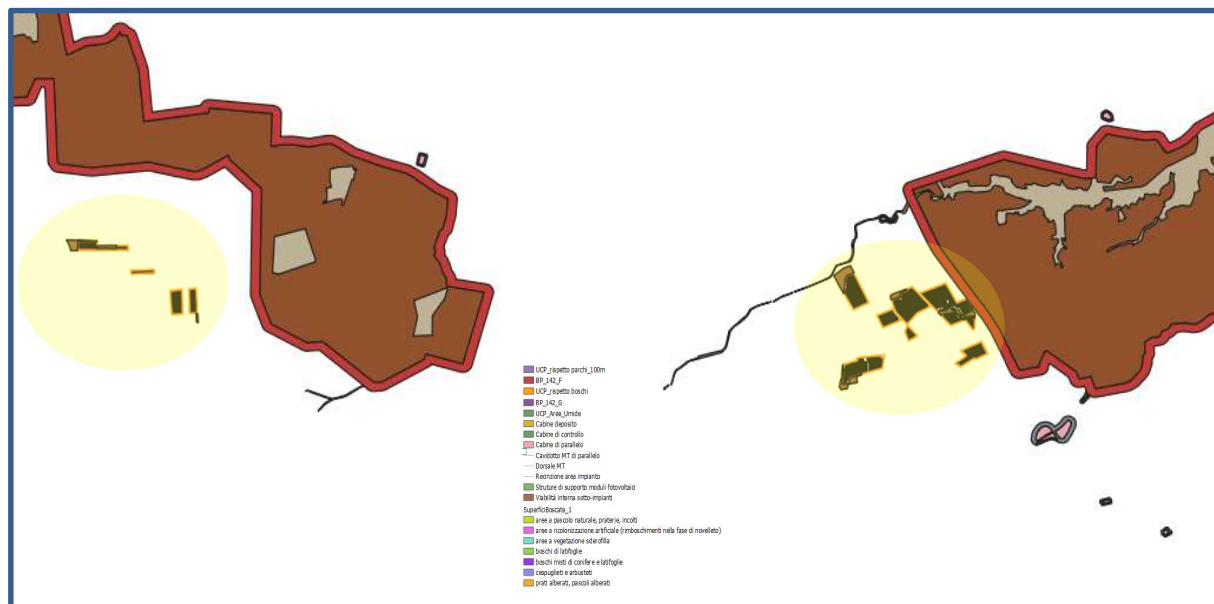 UCP_rispetto parchi_100m
BP_142_F
UCP_rispetto boschi
BP_142_G
UCP_Aree_Umide
Cabine deposito
Cabine di controllo
Cabine di parallelo
Cavidotto MT di parallelo
Dorsale MT
Recinzione area impianto
Struture di supporto moduli fotovoltaici
Viabilità interna sotto-impianti
SuperficiBoscate_1
aree a pascolo naturale, praterie, incolti
aree a ricolonizzazione artificiale (rimboschimenti nella fase di novelleto)
aree a vegetazione sclerofilla
boschi di latifoglie
boschi misti di conifere e latifoglie
cespuglieti e arbusteti
prati alberati, pascoli alberati